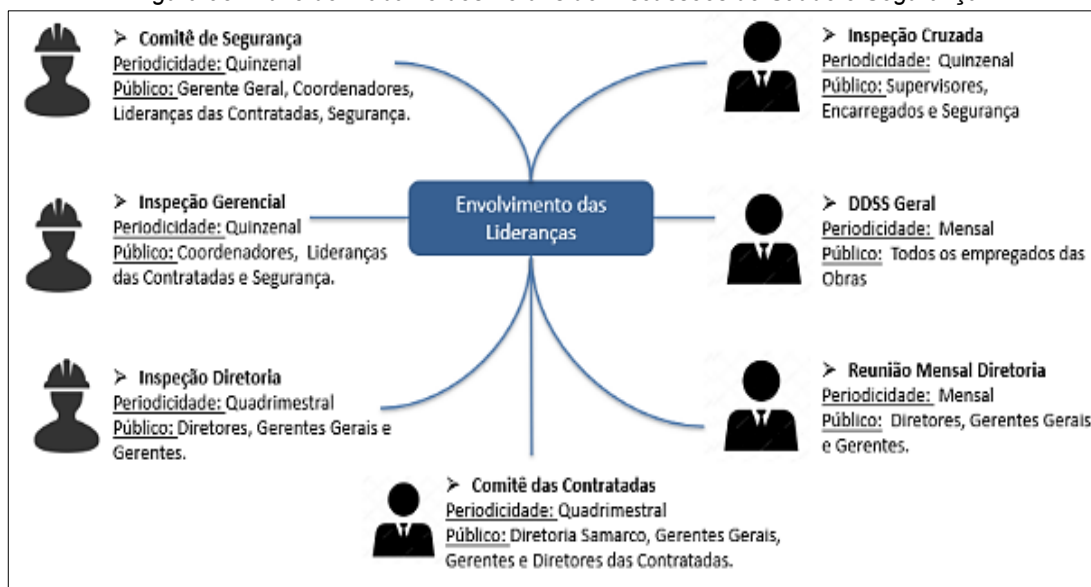 ➢ Comitê de Segurança
Periodicidade: Quinzenal
Público: Gerente Geral, Coordenadores,
Lideranças das Contratadas, Segurança.
➢ Inspeção Cruzada
Periodicidade: Quinzenal
Público: Supervisores,
Encarregados e Segurança
Envolvimento das
Lideranças
➢ Inspeção Gerencial
Periodicidade: Quinzenal
Público: Coordenadores, Lideranças
das Contratadas e Segurança.
➢ DDSS Geral
Periodicidade: Mensal
Público: Todos os empregados das
Obras
➢ Inspeção Diretoria
Periodicidade: Quadrimestral
Público: Diretores, Gerentes Gerais e
Gerentes.
➢ Reunião Mensal Diretoria
Periodicidade: Mensal
Público: Diretores, Gerentes Gerais
e Gerentes.
➢ Comitê das Contratadas
Periodicidade: Quadrimestral
Público: Diretoria Samarco, Gerentes Gerais,
Gerentes e Diretores das Contratadas.